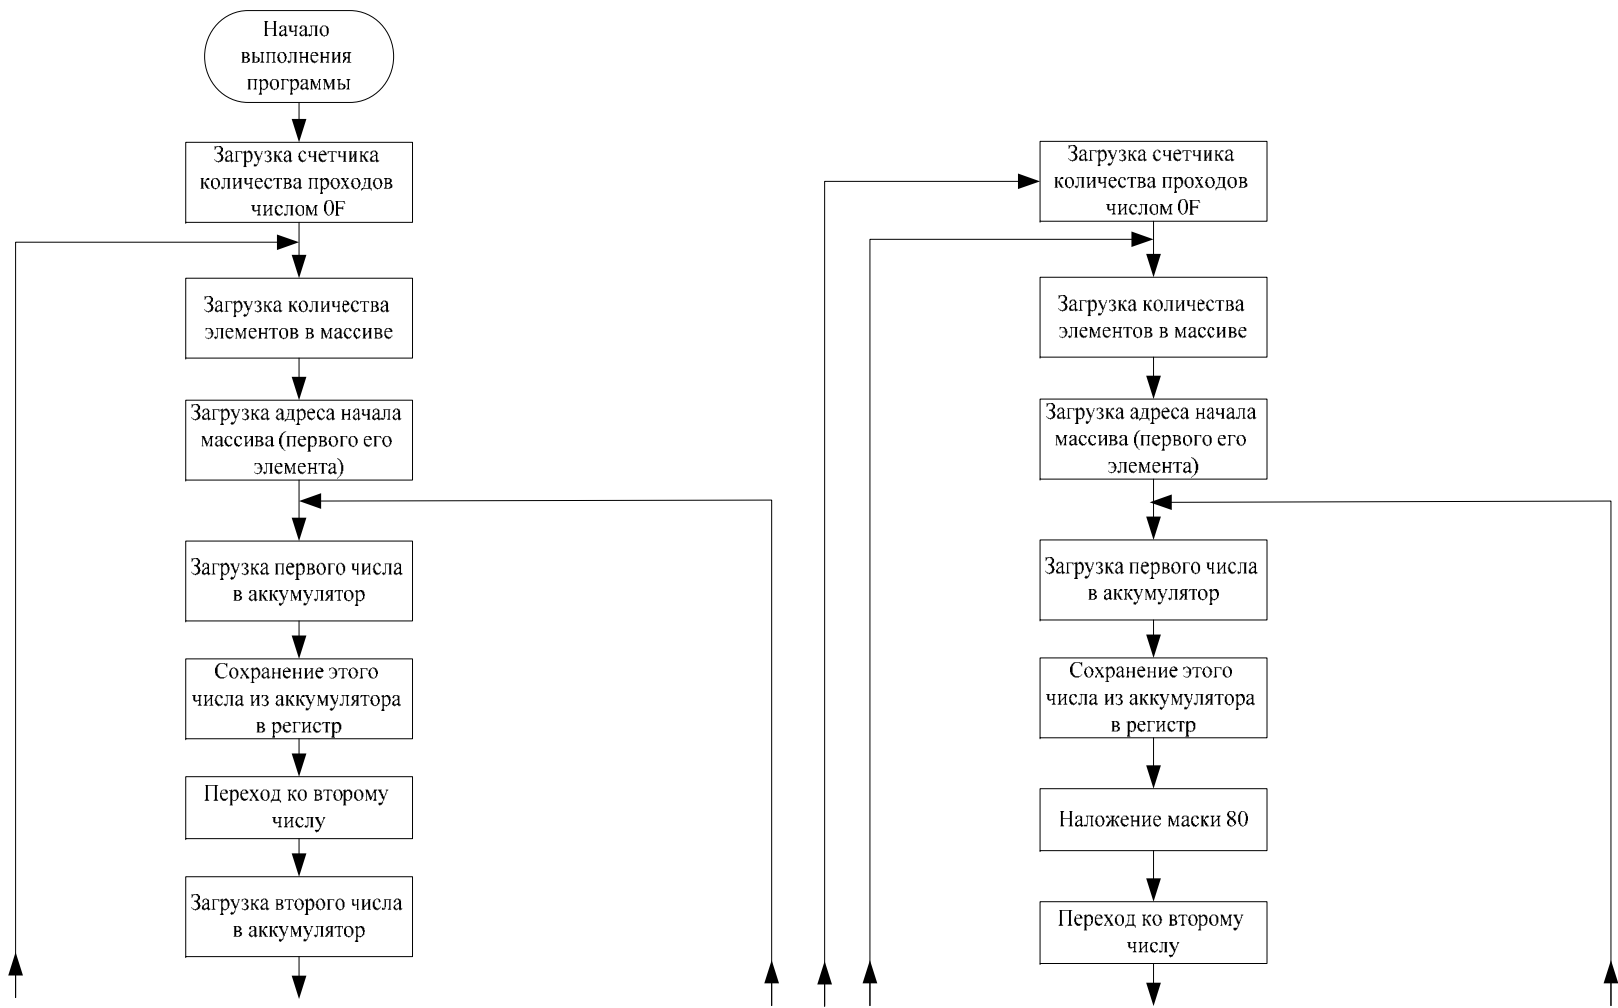 Начало
выполнения
программы
Загрузка счетчика
количества проходов
числом 0F
Загрузка количества
элементов в массиве
Загрузка адреса начала
массива (первого его
элемента)
Загрузка первого числа
в аккумулятор
Сохранение этого
числа из аккумулятора
в регистр
Переход ко второму
числу
Загрузка второго числа
в аккумулятор
Загрузка счетчика
количества проходов
числом 0F
Загрузка количества
элементов в массиве
Загрузка адреса начала
массива (первого его
элемента)
Загрузка первого числа
в аккумулятор
Сохранение этого
числа из аккумулятора
в регистр
Наложение маски 80
Переход ко второму
числу